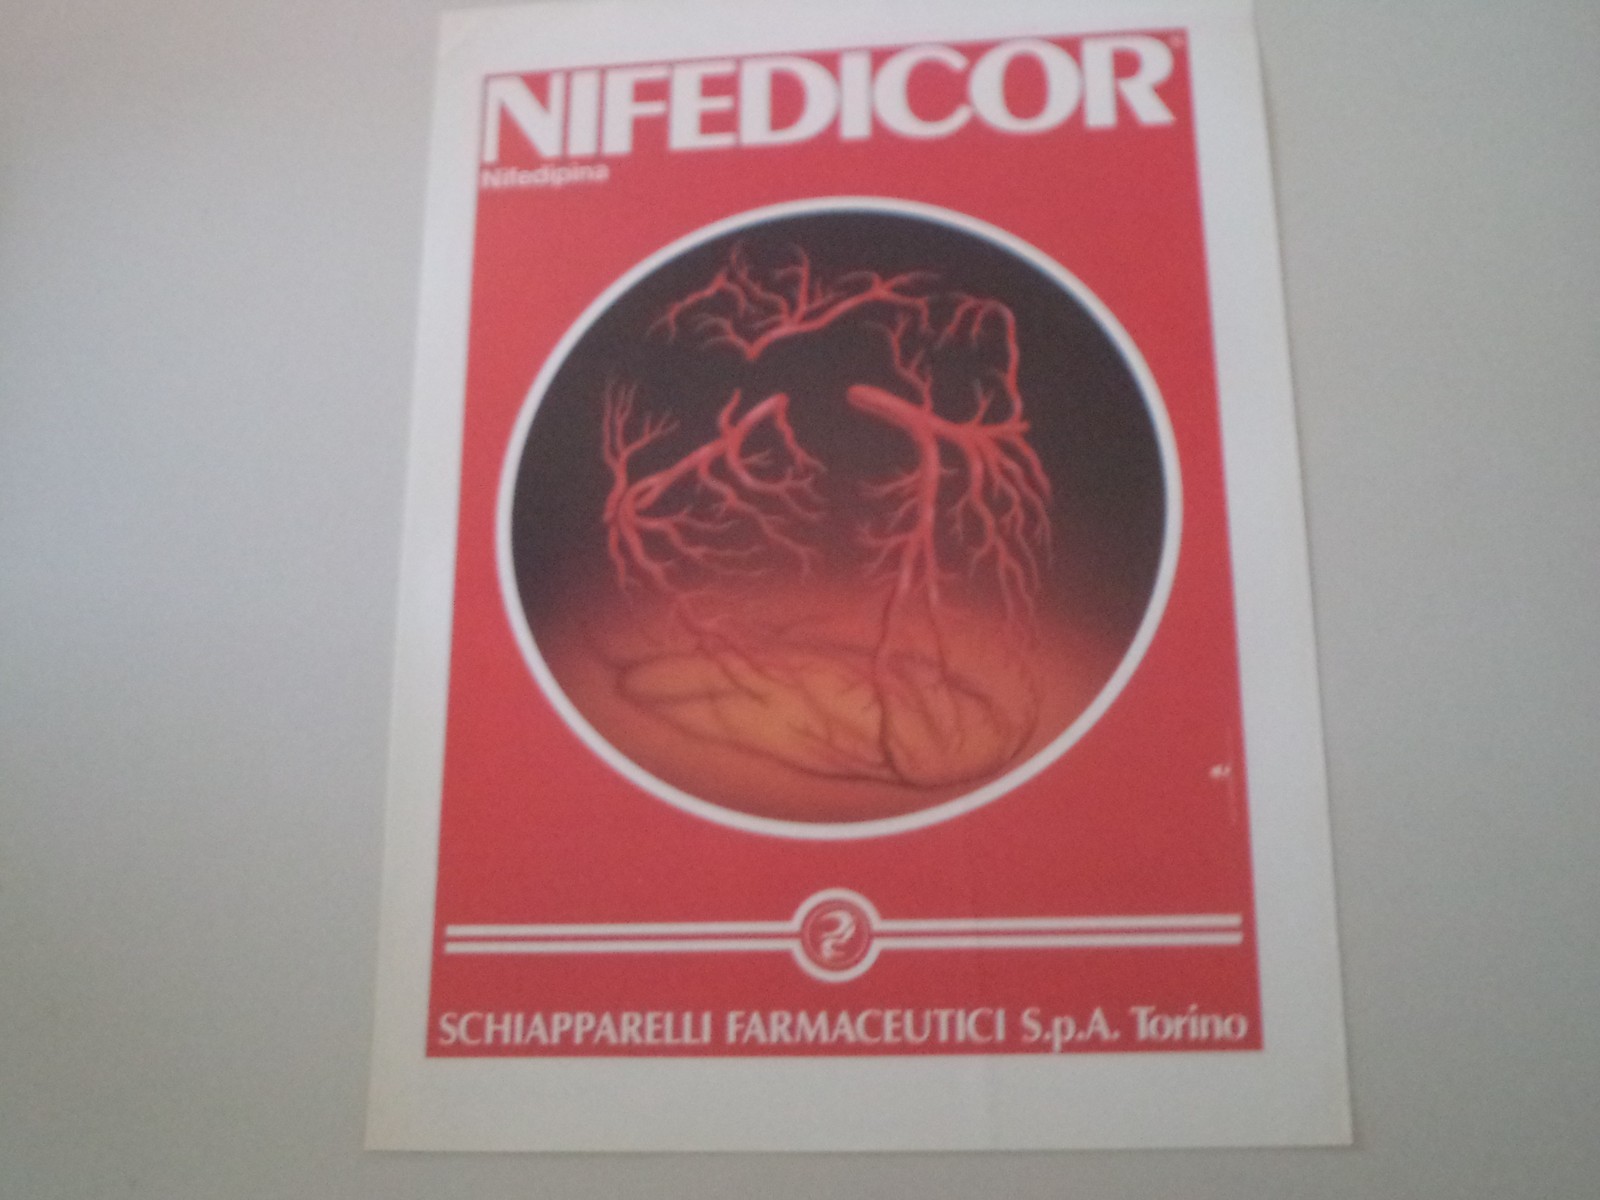 NIFEDICOR®
Nifedipina
SCHIAPPARELLI FARMACEUTICI S.p.A. Torino